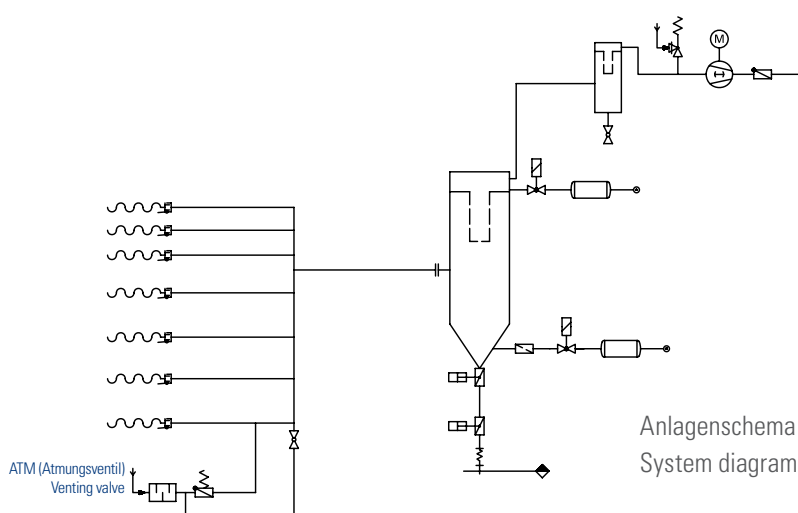 M
ATM (Atmungsventil)
Venting valve
Anlagenschema
System diagram